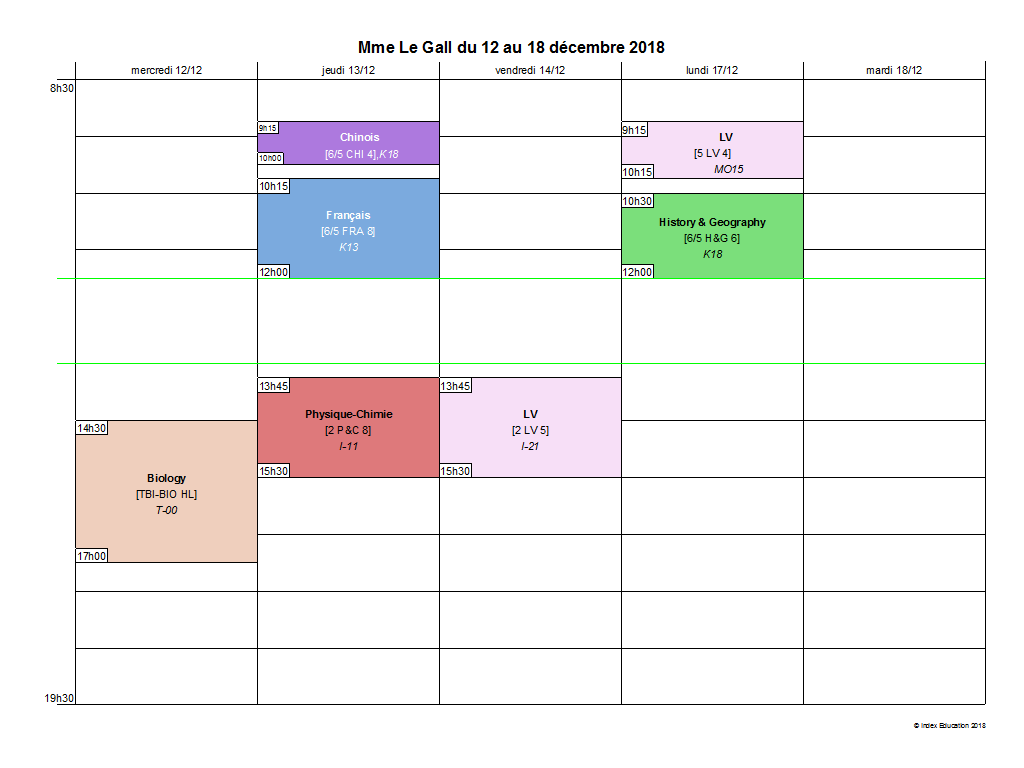 Mme Le Gall du 12 au 18 décembre 2018
mercredi 12/12
jeudi 13/12
vendredi 14/12
lundi 17/12
mardi 18/12
8h30
9h15
Chinois
[6/5 CHI 4],K18
10h00
9h15
LV
[5 LV 4]
MO15
10h15
10h15
Français
[6/5 FRA 8]
K13
12h00
10h30
History & Geography
[6/5 H&G 6]
K18
12h00
13h45
Physique-Chimie
[2 P&C 8]
I-11
15h30
13h45
LV
[2 LV 5]
I-21
15h30
14h30
Biology
[TBI-BIO HL]
T-00
17h00
19h30
© Index Education 2018